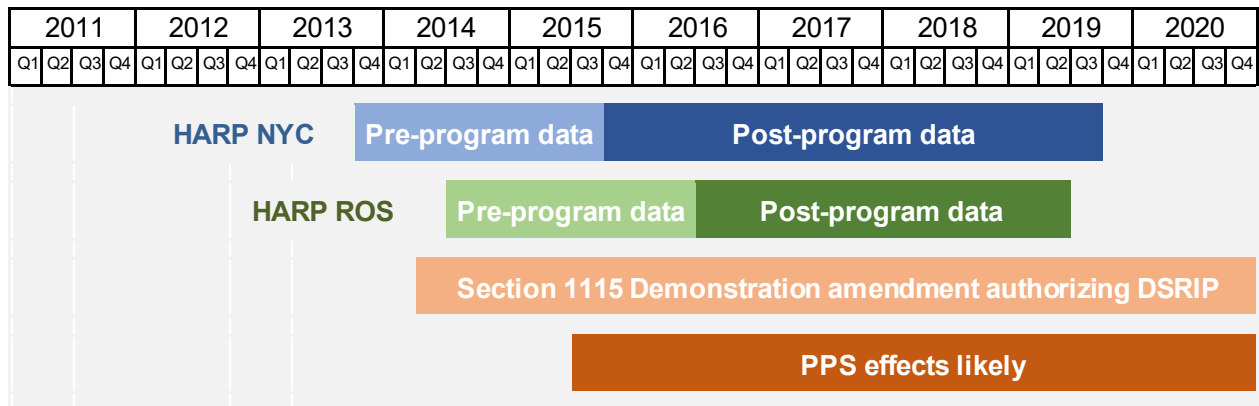 2011 2012 2013 2014 2015 2016 2017 2018 2019 2020
Q1 Q2 Q3 Q4 Q1 Q2 Q3 Q4 Q1 Q2 Q3 Q4 Q1 Q2 Q3 Q4 Q1 Q2 Q3 Q4 Q1 Q2 Q3 Q4 Q1 Q2 Q3 Q4 Q1 Q2 Q3 Q4 Q1 Q2 Q3 Q4 Q1 Q2 Q3 Q4
HARP NYC Pre-program data Post-program data
HARP ROS Pre-program data Post-program data
Section 1115 Demonstration amendment authorizing DSRIP
PPS effects likely